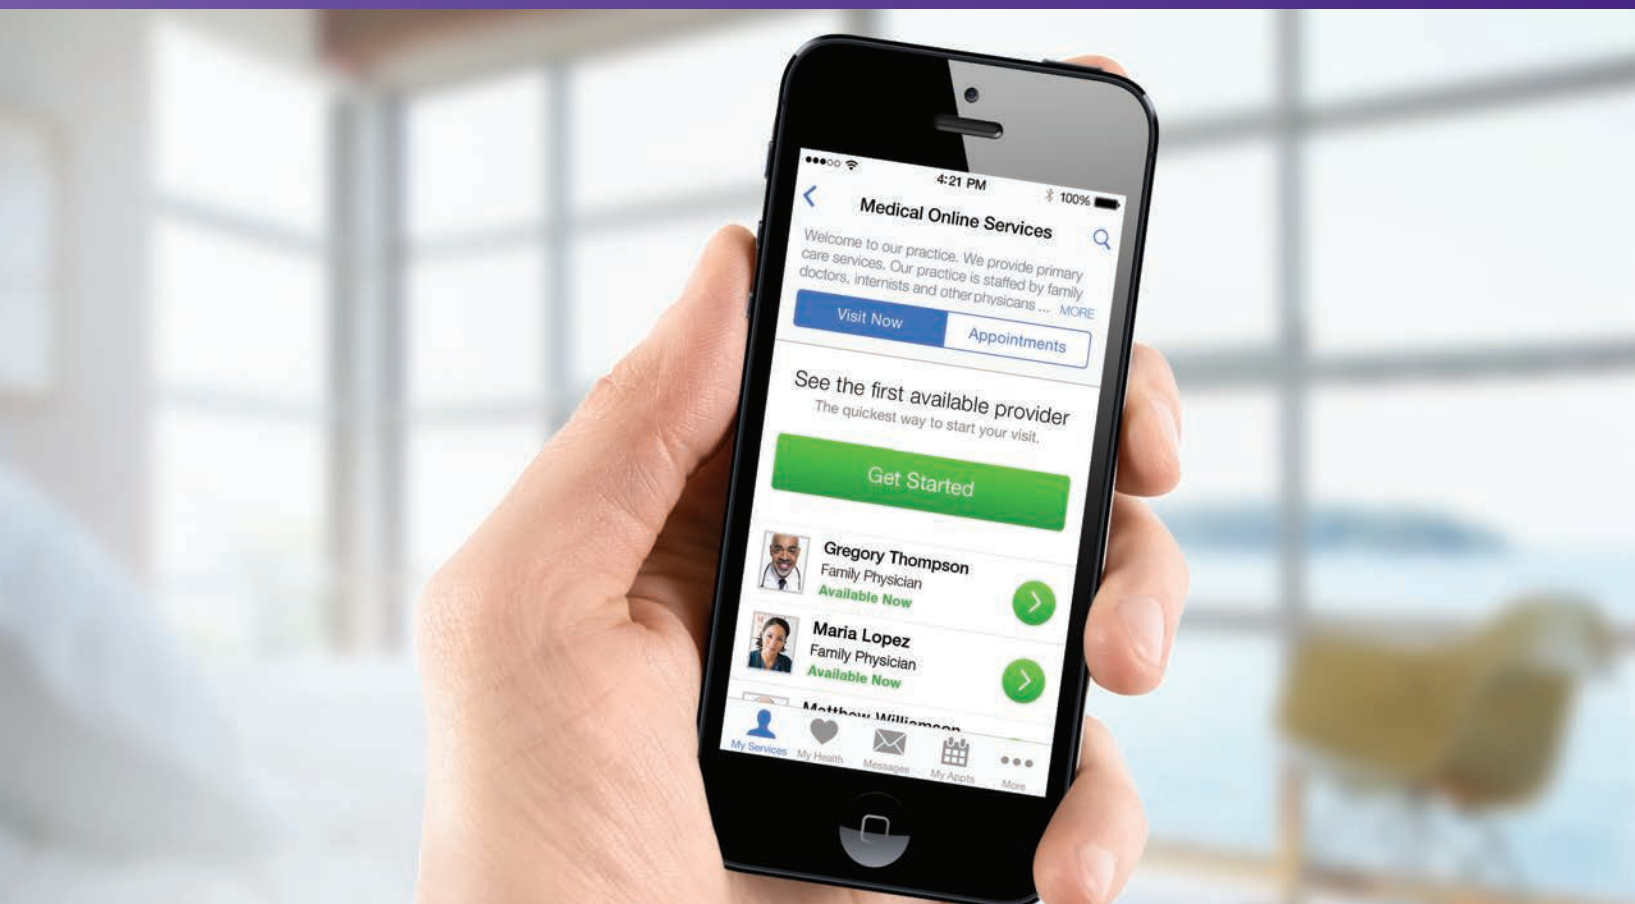 4:21 PM
100%
Medical Online Services
Welcome to our practice. We provide primary
care services. Our practice is staffed by family
doctors, internists and other physicans ... MORE
Visit Now
Appointments
See the first available provider
The quickest way to start your visit.
Get Started
Gregory Thompson
Family Physician
Available Now
Maria Lopez
Family Physician
Available Now
Matthew Williamson
My Services
My Health
Messages
My Appts
More